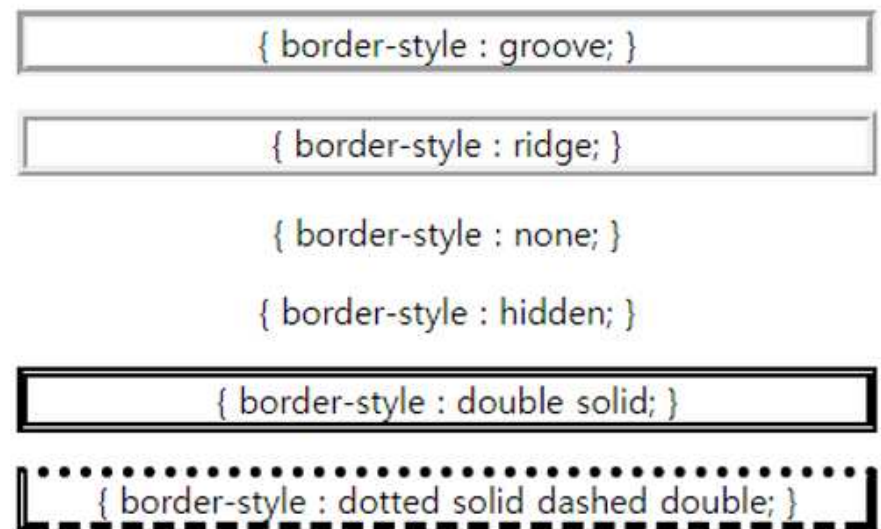 { border-style : groove; }
{ border-style : ridge; }
{ border-style : none; }
{ border-style : hidden; }
{ border-style : double solid; }
{ border-style : dotted solid dashed double; }